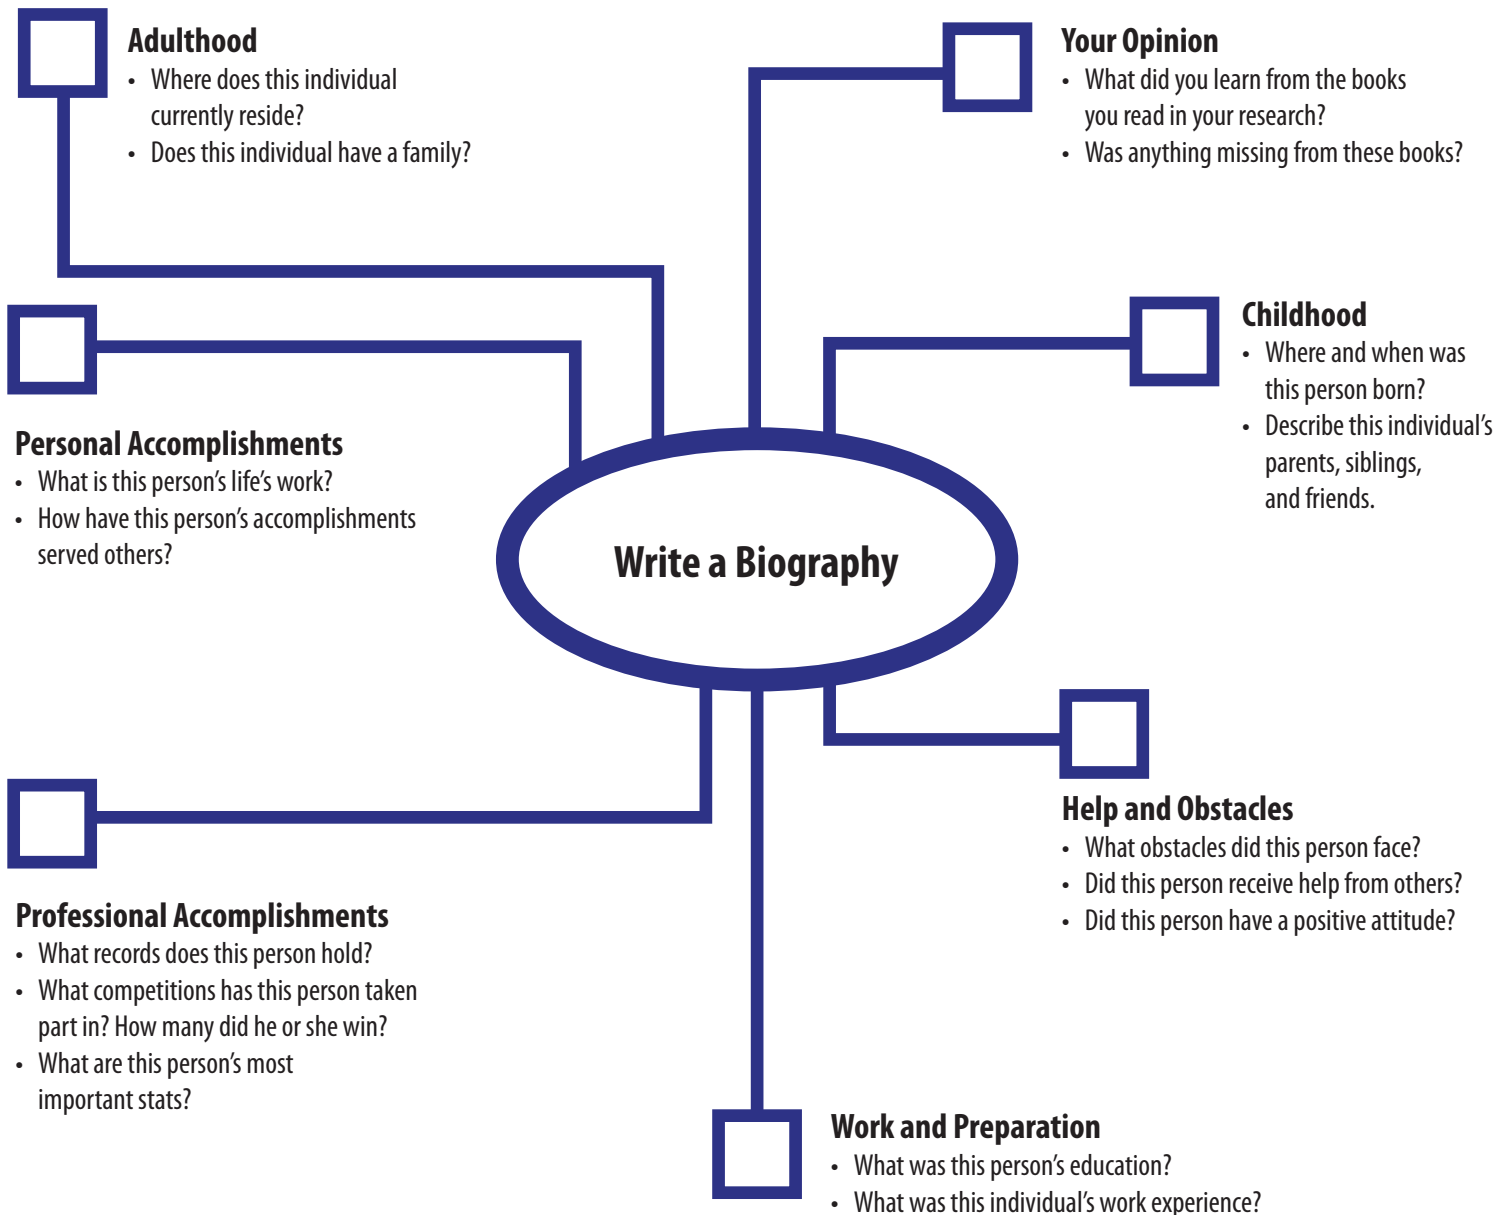 Adulthood
• Where does this individual
currently reside?
• Does this individual have a family?
Your Opinion
• What did you learn from the books
you read in your research?
• Was anything missing from these books?
Childhood
• Where and when was
this person born?
• Describe this individual’s
parents, siblings,
and friends.
Personal Accomplishments
• What is this person’s life’s work?
• How have this person’s accomplishments
served others?
Write a Biography
Help and Obstacles
• What obstacles did this person face?
• Did this person receive help from others?
• Did this person have a positive attitude?
Professional Accomplishments
• What records does this person hold?
• What competitions has this person taken
part in? How many did he or she win?
• What are this person’s most
important stats?
Work and Preparation
• What was this person’s education?
• What was this individual’s work experience?